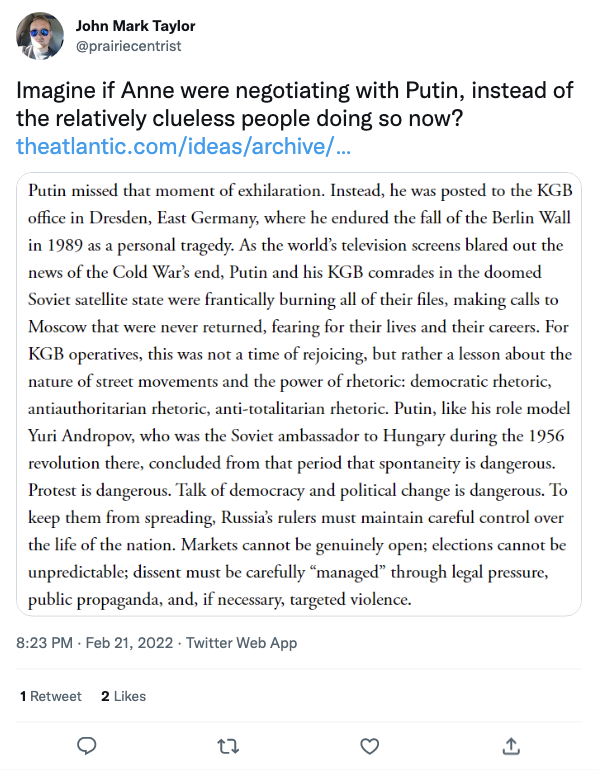 John Mark Taylor
@prairiecentrist
Imagine if Anne were negotiating with Putin, instead of
the relatively clueless people doing so now?
theatlantic.com/ideas/archive/...
Putin missed that moment of exhilaration. Instead, he was posted to the KGB
office in Dresden, East Germany, where he endured the fall of the Berlin Wall
in 1989 as a personal tragedy. As the world’s television screens blared out the
news of the Cold War’s end, Putin and his KGB comrades in the doomed
Soviet satellite state were frantically burning all of their files, making calls to
Moscow that were never returned, fearing for their lives and their careers. For
KGB operatives, this was not a time of rejoicing, but rather a lesson about the
nature of street movements and the power of rhetoric: democratic rhetoric,
antiauthoritarian rhetoric, anti-totalitarian rhetoric. Putin, like his role model
Yuri Andropov, who was the Soviet ambassador to Hungary during the 1956
revolution there, concluded from that period that spontaneity is dangerous.
Protest is dangerous. Talk of democracy and political change is dangerous. To
keep them from spreading, Russia’s rulers must maintain careful control over
the life of the nation. Markets cannot be genuinely open; elections cannot be
unpredictable; dissent must be carefully “managed” through legal pressure,
public propaganda, and, if necessary, targeted violence.
8:23 PM · Feb 21, 2022 · Twitter Web App
1 Retweet 2 Likes